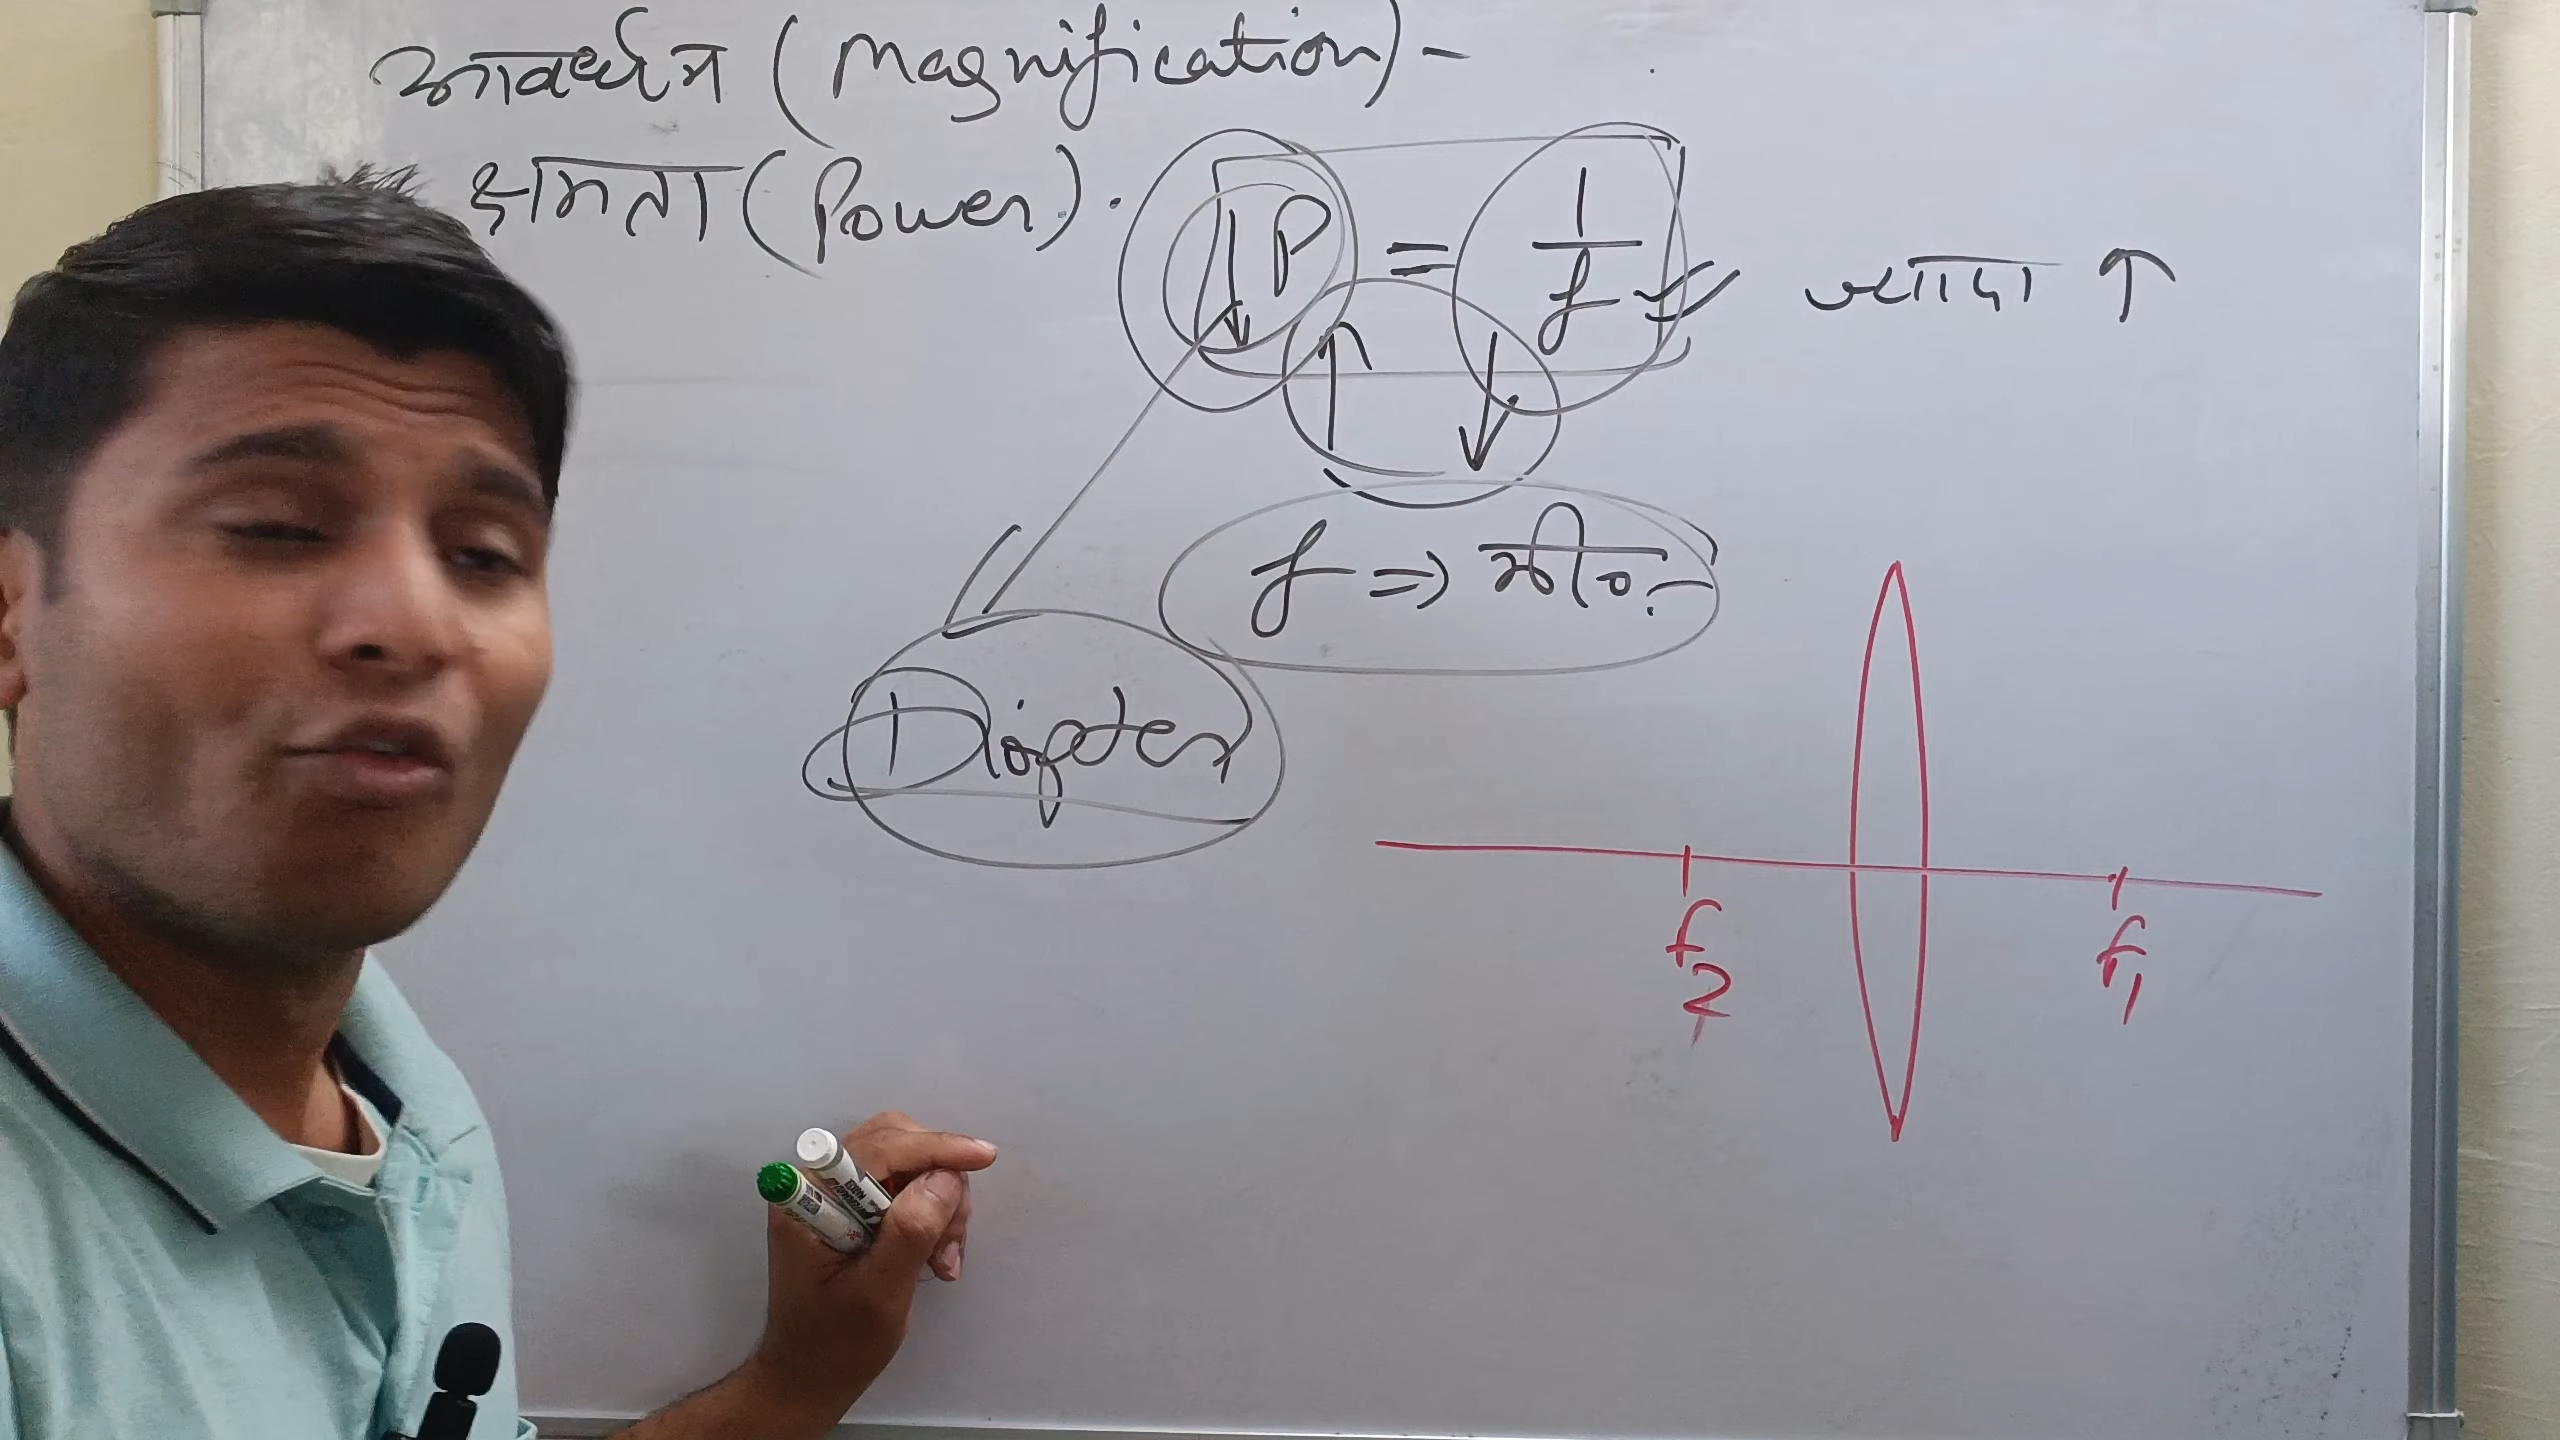 आवर्धन (Magnification) -
क्षमता (Power).
P = 1/f ज्यादा ↑
f => मी०.
Diopter
f2 f1